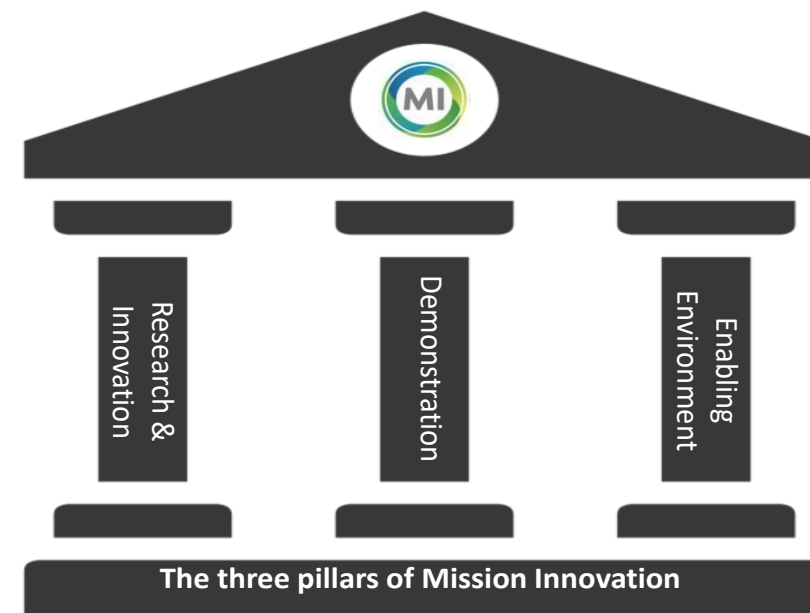 MI
Research &
Innovation
Demonstration
Enabling
Environment
The three pillars of Mission Innovation